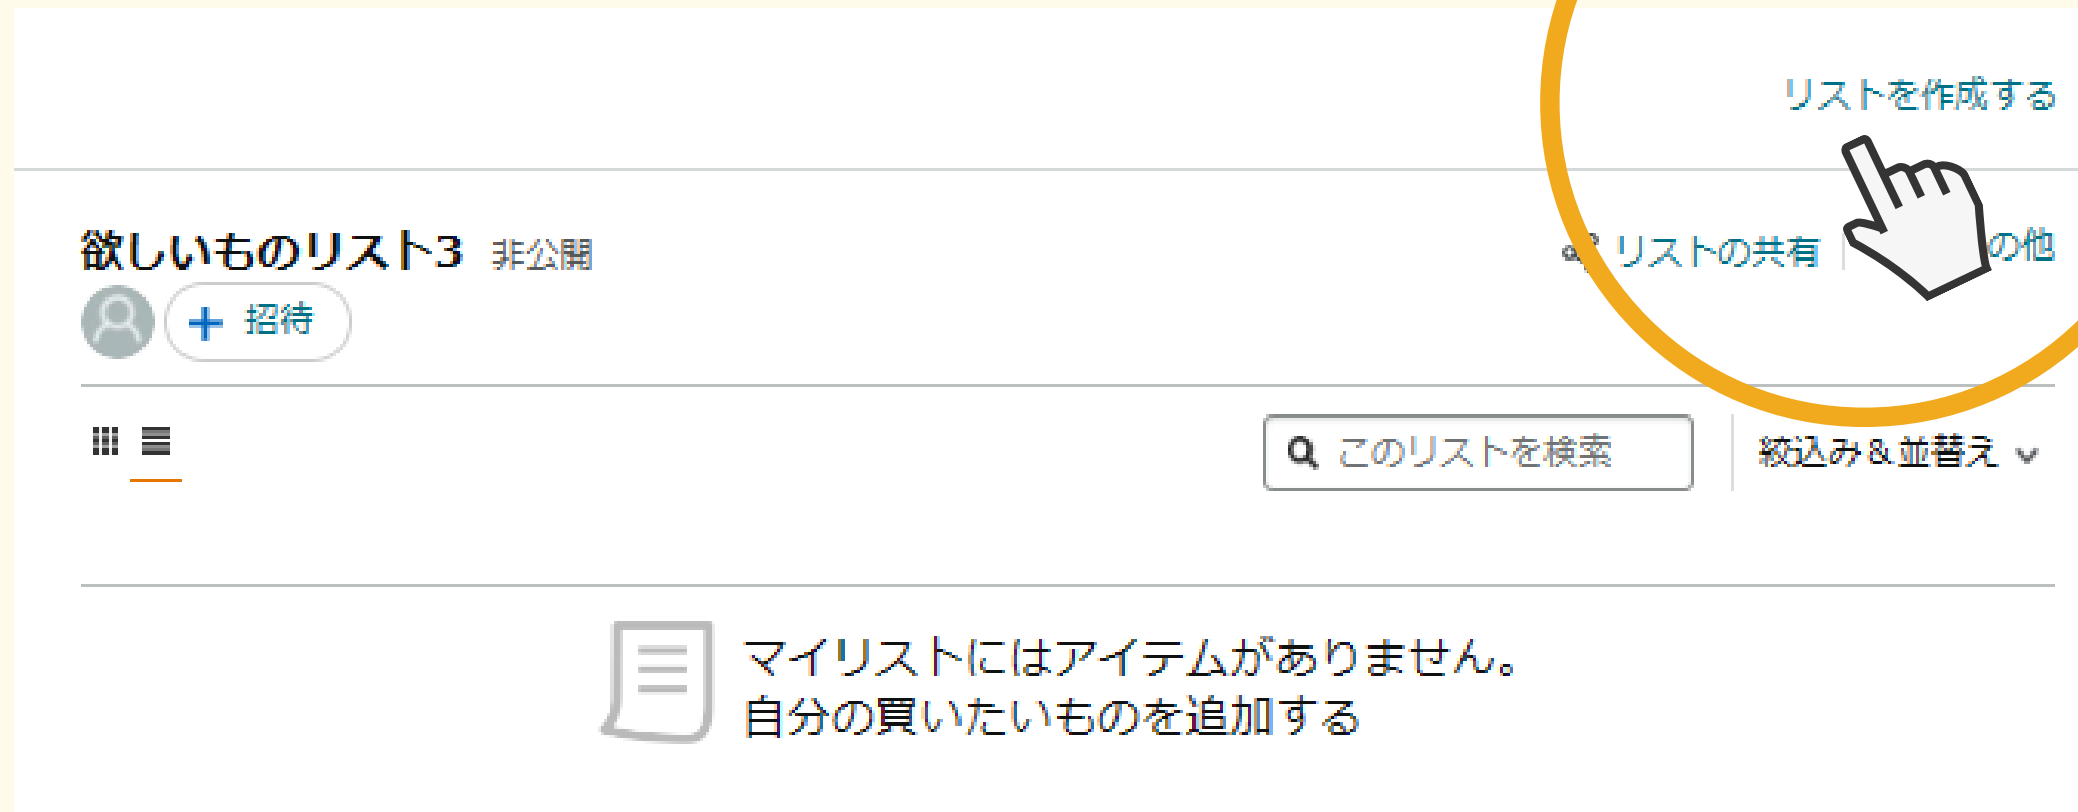 リストを作成する
欲しいものリスト3 非公開
リストの共有 の他
+ 招待
このリストを検索 絞込み&並替え
マイリストにはアイテムがありません。
自分の買いたいものを追加する